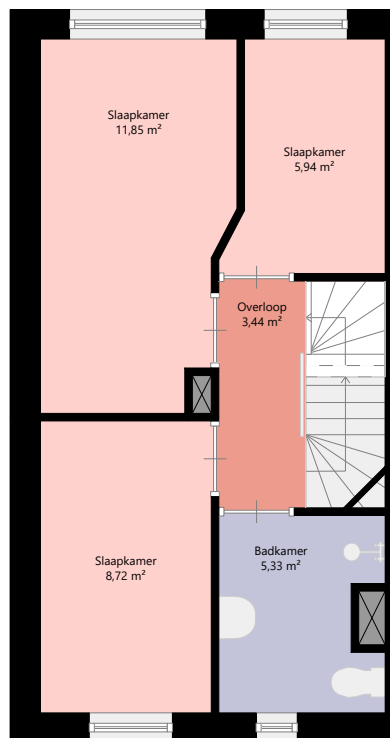 Slaapkamer
11,85 m²
Slaapkamer
5,94 m²
Overloop
3,44 m²
Slaapkamer
8,72 m²
Badkamer
5,33 m²